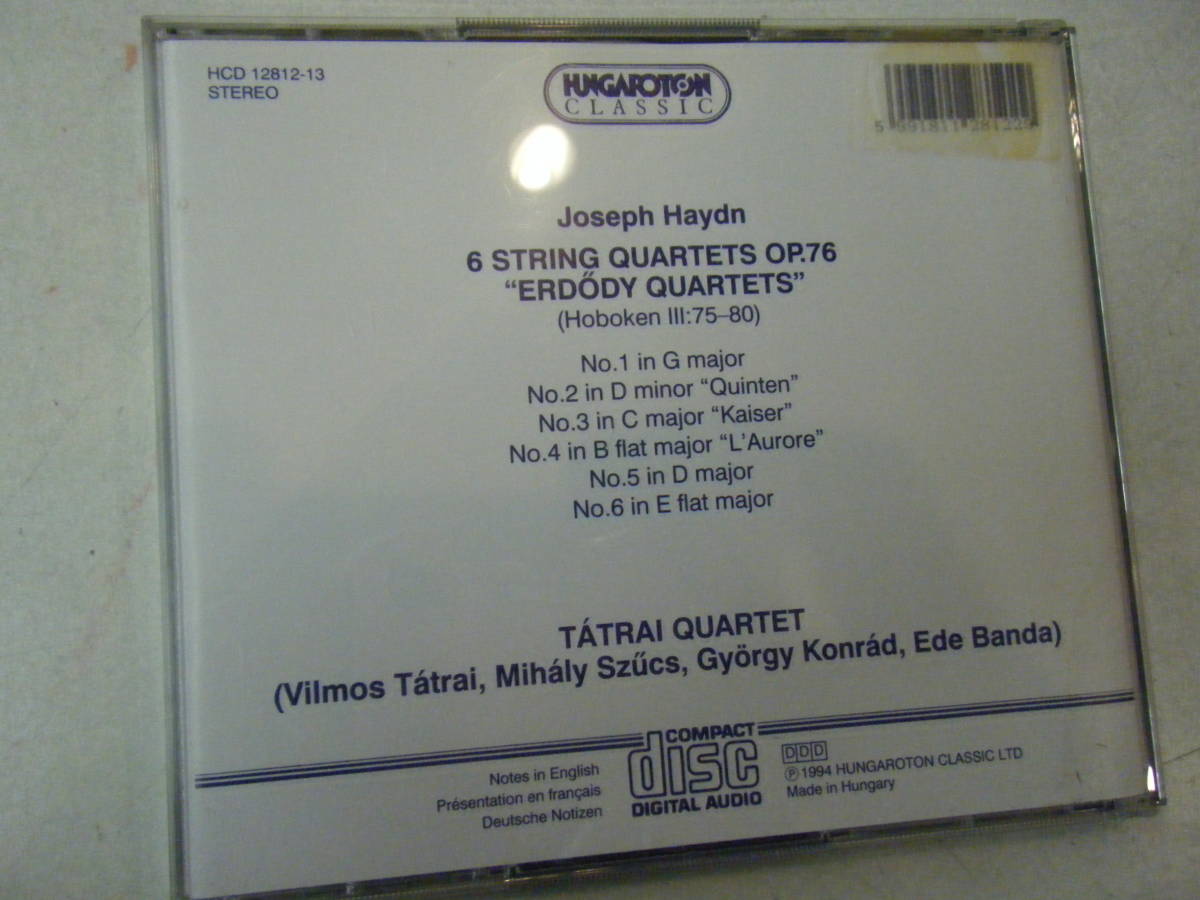 HCD 12812-13
STEREO
HUNGAROTON
CLASSIC
5 991811 281229
Joseph Haydn
6 STRING QUARTETS OP.76
“ERDŐDY QUARTETS”
(Hoboken III:75–80)
No.1 in G major
No.2 in D minor “Quinten”
No.3 in C major “Kaiser”
No.4 in B flat major “L’Aurore”
No.5 in D major
No.6 in E flat major
TÁTRAI QUARTET
(Vilmos Tátrai, Mihály Szűcs, György Konrád, Ede Banda)
Notes in English
Présentation en français
Deutsche Notizen
COMPACT
disc
DIGITAL AUDIO
DDD
℗ 1994 HUNGAROTON CLASSIC LTD
Made in Hungary